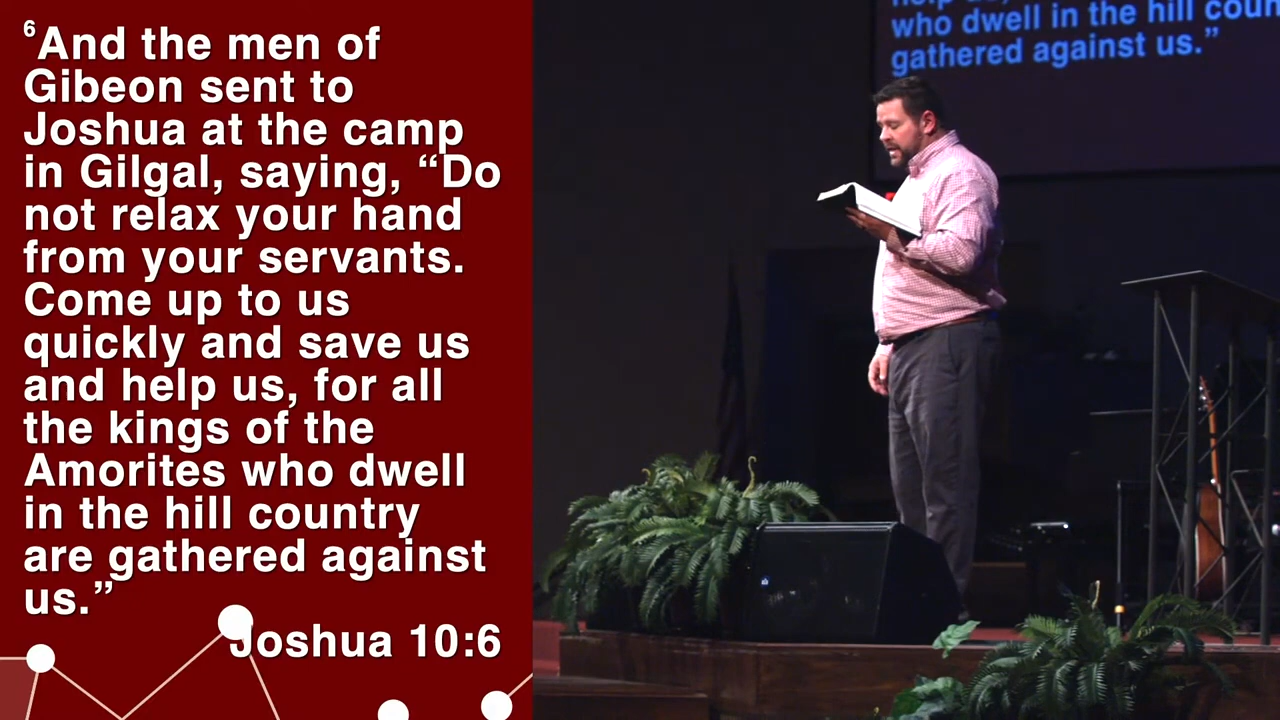 6And the men of
Gibeon sent to
Joshua at the camp
in Gilgal, saying, “Do
not relax your hand
from your servants.
Come up to us
quickly and save us
and help us, for all
the kings of the
Amorites who dwell
in the hill country
are gathered against
us.”
Joshua 10:6
who dwell in the hill coun
gathered against us.”